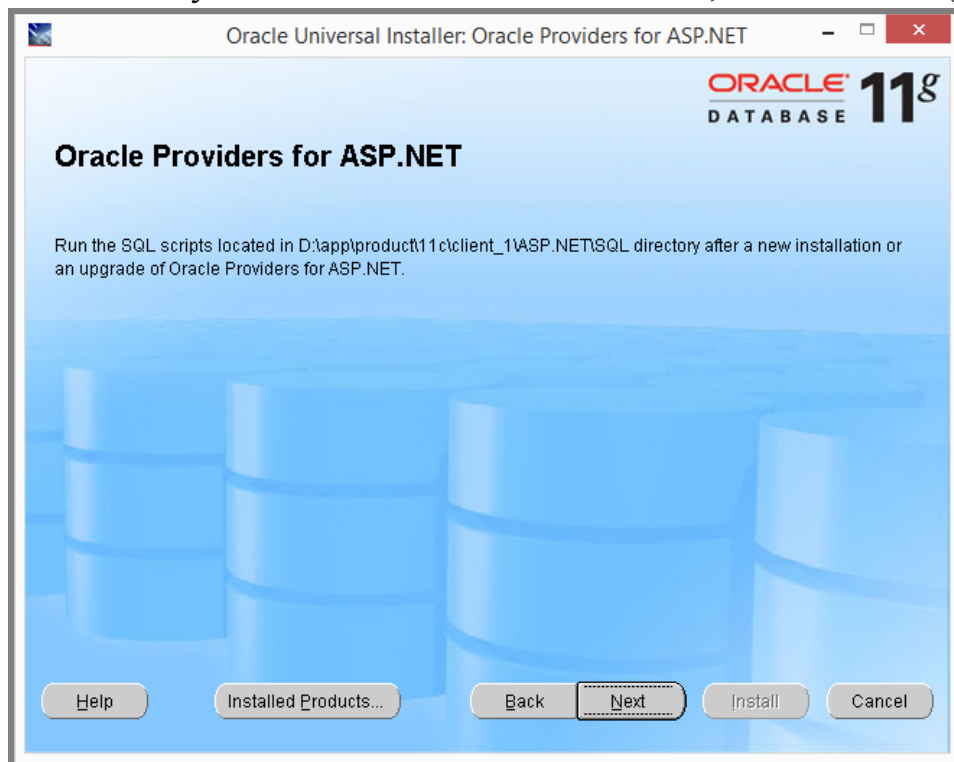 Oracle Universal Installer: Oracle Providers for ASP.NET
ORACLE 11g
DATABASE
Oracle Providers for ASP.NET
Run the SQL scripts located in D:\app\product\11c\client_1\ASP.NET\SQL directory after a new installation or
an upgrade of Oracle Providers for ASP.NET.
Help Installed Products... Back Next Install Cancel